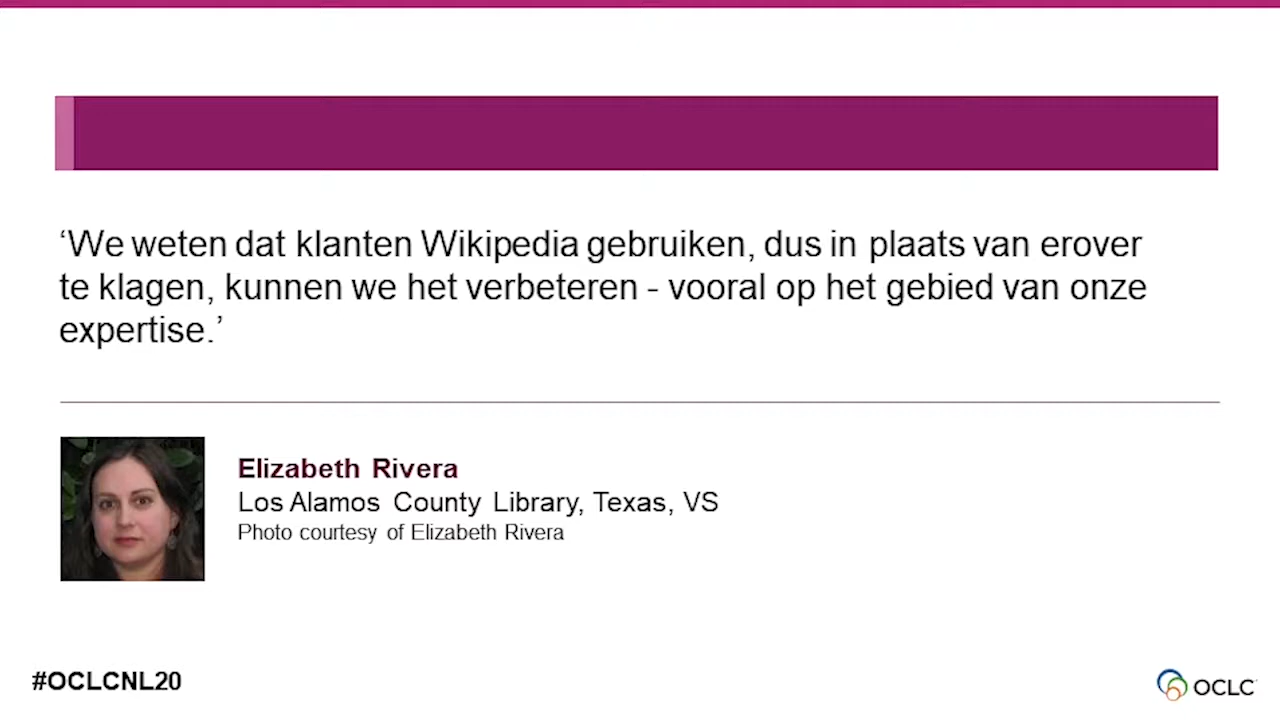 ‘We weten dat klanten Wikipedia gebruiken, dus in plaats van erover
te klagen, kunnen we het verbeteren - vooral op het gebied van onze
expertise.’
Elizabeth Rivera
Los Alamos County Library, Texas, VS
Photo courtesy of Elizabeth Rivera
#OCLCNL20
OCLC